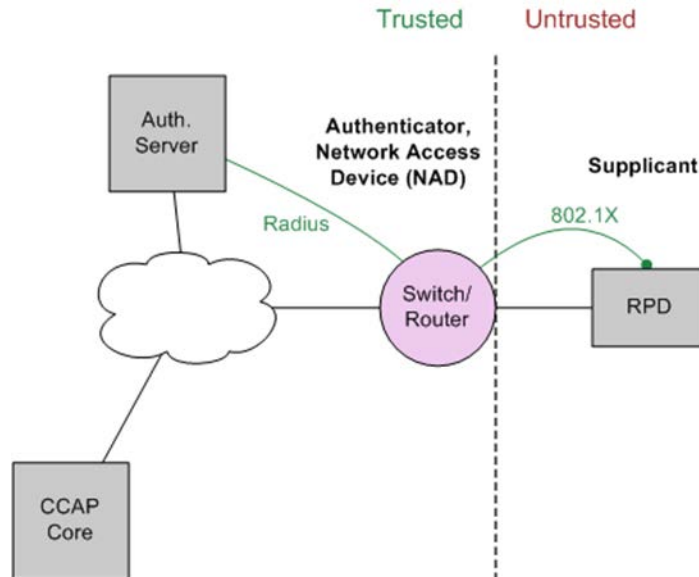 Trusted
Untrusted
Auth.
Server
Authenticator,
Network Access
Device (NAD)
Supplicant
Radius
802.1X
Switch/
Router
RPD
CCAP
Core